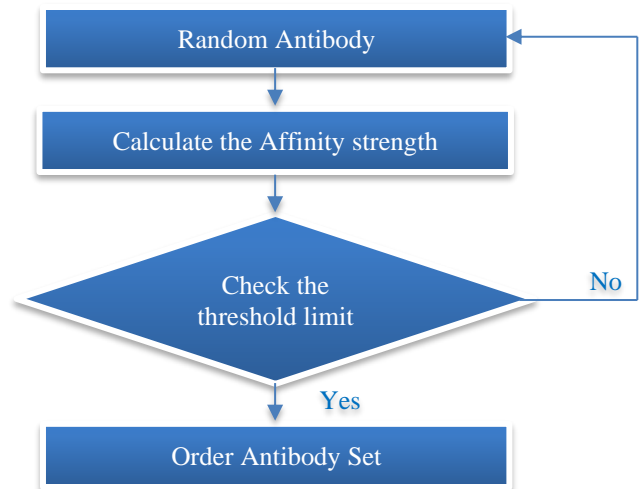 Random Antibody
Calculate the Affinity strength
Check the
threshold limit
No
Yes
Order Antibody Set